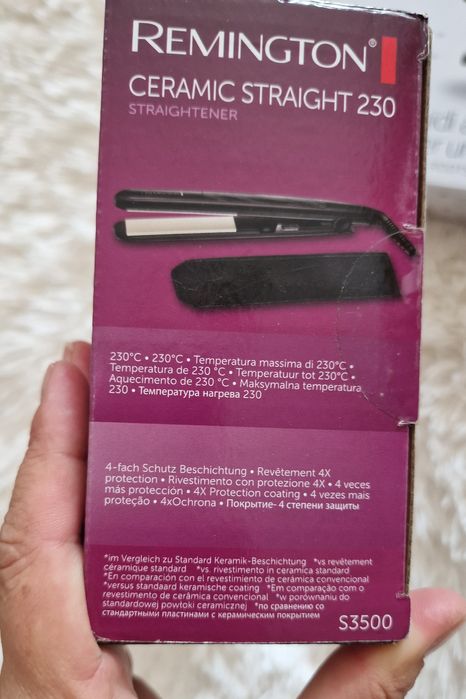 REMINGTON®
CERAMIC STRAIGHT 230
STRAIGHTENER
230°C • 230°C • Temperatura massima di 230°C •
Temperatura de 230 °C • Temperatuur tot 230°C •
Aquecimento de 230 °C • Maksymalna temperatura
230 • Температура нагрева 230
4-fach Schutz Beschichtung • Revêtement 4X
protection • Rivestimento con protezione 4X • 4 veces
más protección • 4X Protection coating • 4 vezes mais
proteção • 4xOchrona • Покрытие- 4 степени защиты
*im Vergleich zu Standard Keramik-Beschichtung *vs revêtement
céramique standard *vs. rivestimento in ceramica standard
*En comparación con el revestimiento de cerámica convencional
*versus standaard keramische coating *Em comparação com o
revestimento de cerâmica convencional *w porównaniu do
standardowej powłoki ceramicznej *по сравнению со
стандартными пластинами с керамическим покрытием
S3500